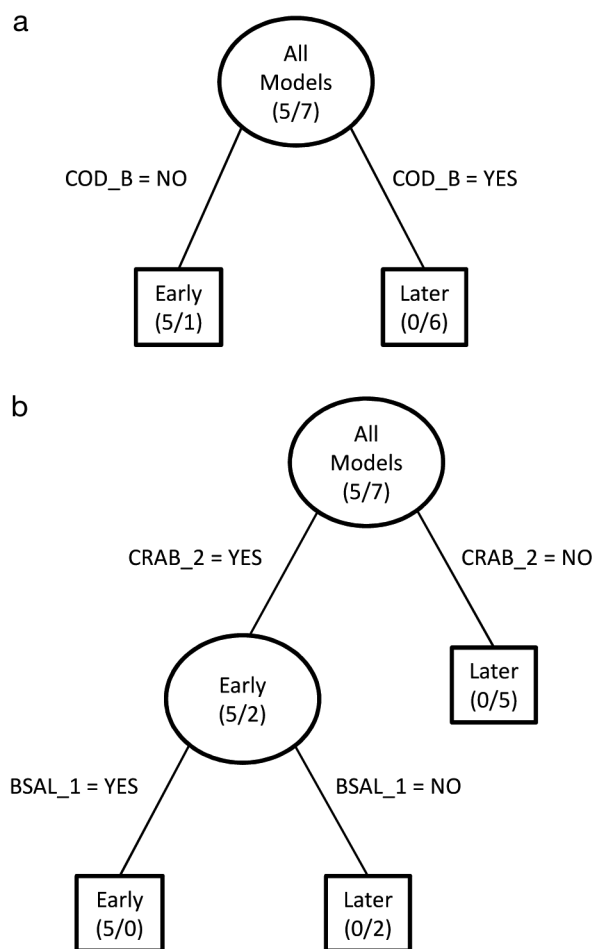 a
All
Models
(5/7)
COD_B = NO
COD_B = YES
Early
(5/1)
Later
(0/6)
b
All
Models
(5/7)
CRAB_2 = YES
CRAB_2 = NO
Early
(5/2)
Later
(0/5)
BSAL_1 = YES
BSAL_1 = NO
Early
(5/0)
Later
(0/2)